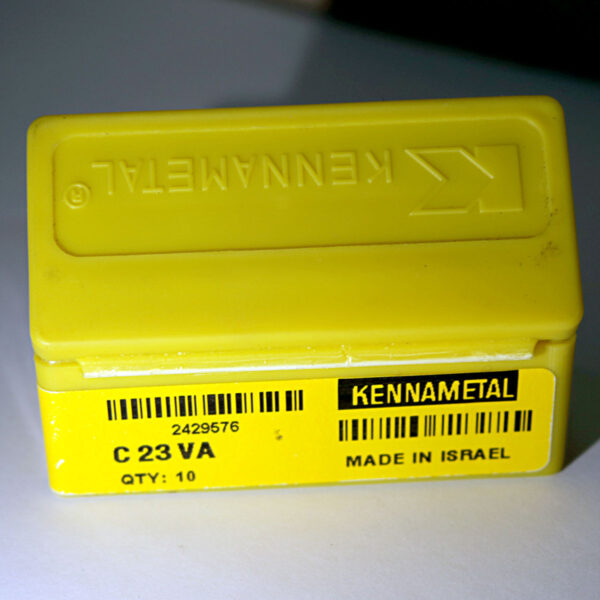 KENNAMETAL ®
KENNAMETAL
2429576
C 23 VA
QTY: 10
MADE IN ISRAEL